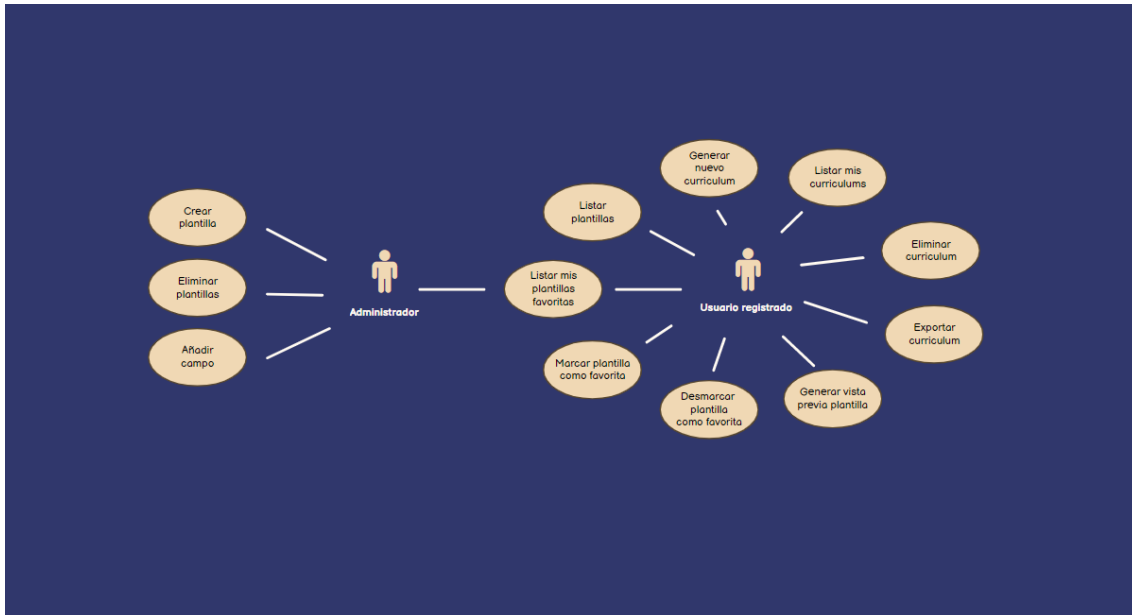 Crear
plantilla
Eliminar
plantillas
Añadir
campo
Administrador
Listar
plantillas
Listar mis
plantillas
favoritas
Marcar plantilla
como favorita
Generar
nuevo
curriculum
Listar mis
curriculums
Eliminar
curriculum
Usuario registrado
Exportar
curriculum
Generar vista
previa plantilla
Desmarcar
plantilla
como favorita